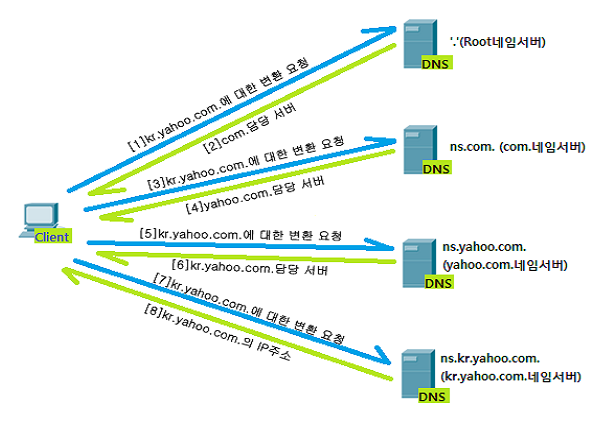 '.'(Root네임서버)
DNS
[1]kr.yahoo.com.에 대한 변환 요청
[2]com.담당 서버
[3]kr.yahoo.com.에 대한 변환 요청
ns.com. (com.네임서버)
DNS
[4]yahoo.com.담당 서버
Client
[5]kr.yahoo.com.에 대한 변환 요청
ns.yahoo.com.
(yahoo.com.네임서버)
DNS
[6]kr.yahoo.com.담당 서버
[7]kr.yahoo.com.에 대한 변환 요청
[8]kr.yahoo.com.의 IP주소
ns.kr.yahoo.com.
(kr.yahoo.com.네임서버)
DNS